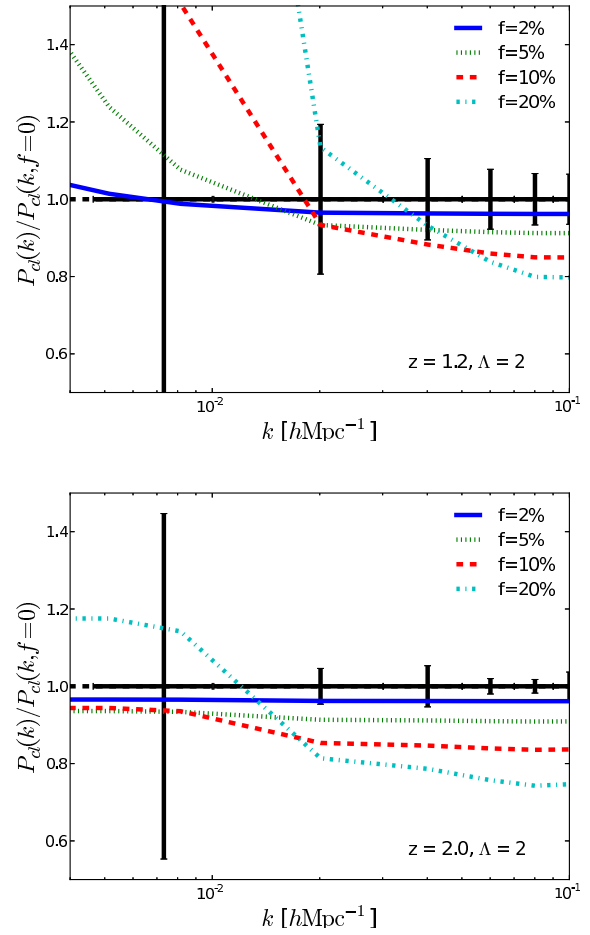 1.4
1.2
1.0
0.8
0.6
P_cl(k)/P_cl(k, f=0)
f=2%
f=5%
f=10%
f=20%
z = 1.2, Λ = 2
10⁻²
10⁻¹
k [hMpc⁻¹]
1.4
1.2
1.0
0.8
0.6
P_cl(k)/P_cl(k, f=0)
f=2%
f=5%
f=10%
f=20%
z = 2.0, Λ = 2
10⁻²
10⁻¹
k [hMpc⁻¹]